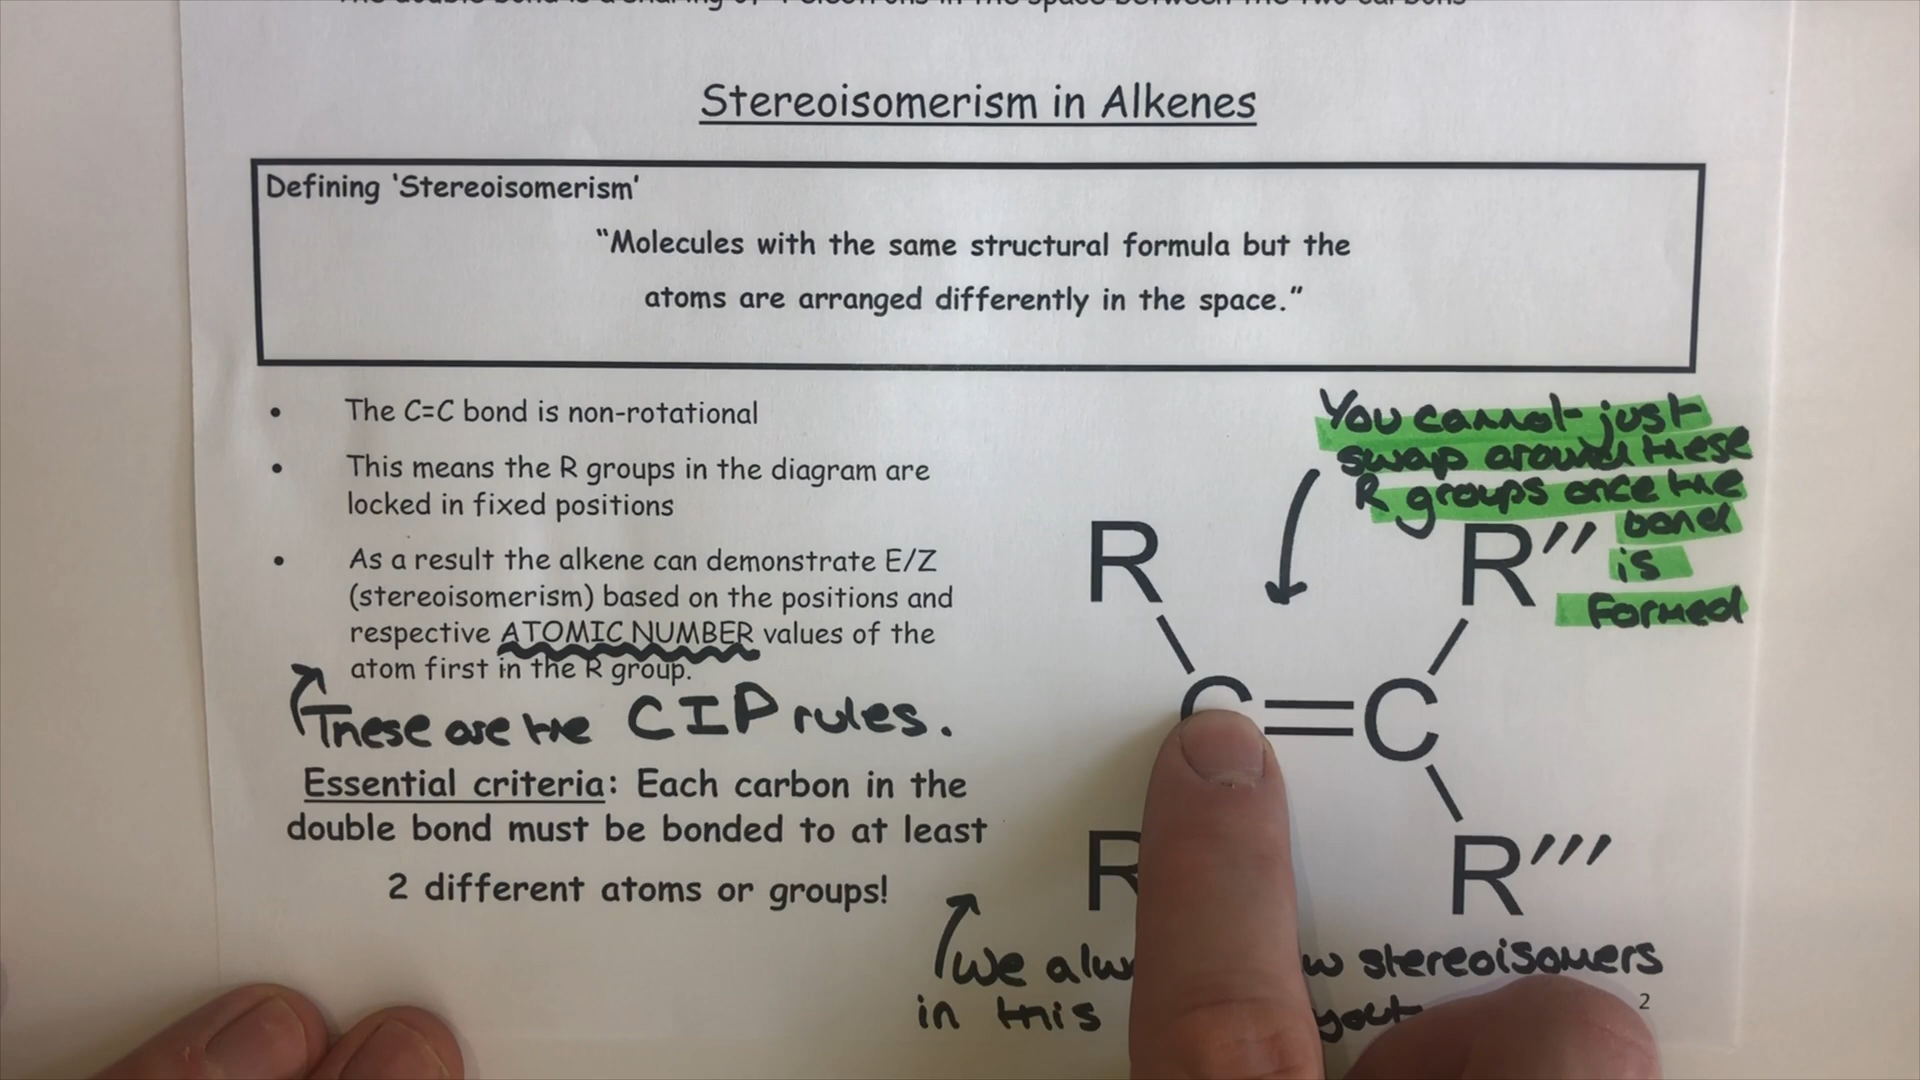 Stereoisomerism in Alkenes
Defining 'Stereoisomerism'
"Molecules with the same structural formula but the
atoms are arranged differently in the space."
• The C=C bond is non-rotational
• This means the R groups in the diagram are
locked in fixed positions
• As a result the alkene can demonstrate E/Z
(stereoisomerism) based on the positions and
respective ATOMIC NUMBER values of the
atom first in the R group.
These are the CIP rules.
Essential criteria: Each carbon in the
double bond must be bonded to at least
2 different atoms or groups!
You cannot just
swap around these
R groups once the
bond
is
formed
R R''
C=C
R R'''
We stereoisomers
in this
2